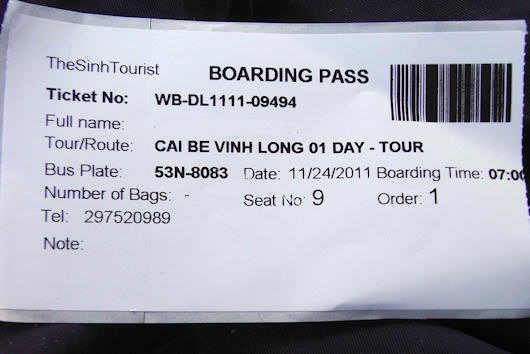 TheSinhTourist
BOARDING PASS
Ticket No: WB-DL1111-09494
Full name:
Tour/Route: CAI BE VINH LONG 01 DAY - TOUR
Bus Plate: 53N-8083 Date: 11/24/2011 Boarding Time: 07:00
Number of Bags: - Seat No: 9 Order: 1
Tel: 297520989
Note: